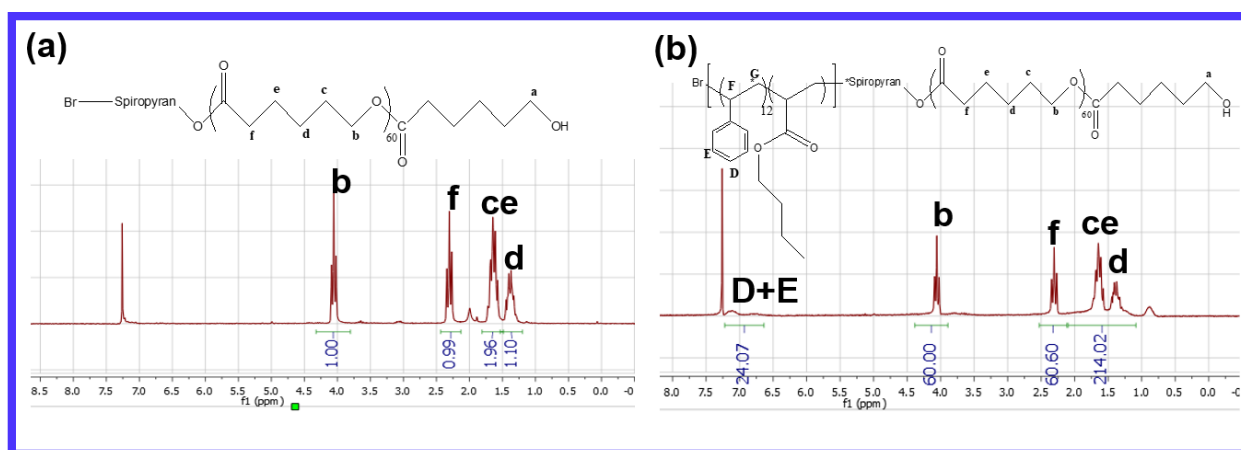 (a)
O
a
e
c
Br
Spiropyran
O
O
60
OH
f
d
b
O
b
f
ce
d
1.00
0.99
1.96
1.10
8.5 8.0 7.5 7.0 6.5 6.0 5.5 5.0 4.5 4.0 3.5 3.0 2.5 2.0 1.5 1.0 0.5 0.0 -0.5
f1 (ppm)
(b)
Br
F
G
*
12
12
*Spiropyran
O
O
e
c
O
60
a
O
H
f
d
b
O
E
D
O
O
b
f
ce
d
D+E
24.07
60.00
60.60
214.02
8.0 7.5 7.0 6.5 6.0 5.5 5.0 4.5 4.0 3.5 3.0 2.5 2.0 1.5 1.0 0.5 0.0
f1 (ppm)